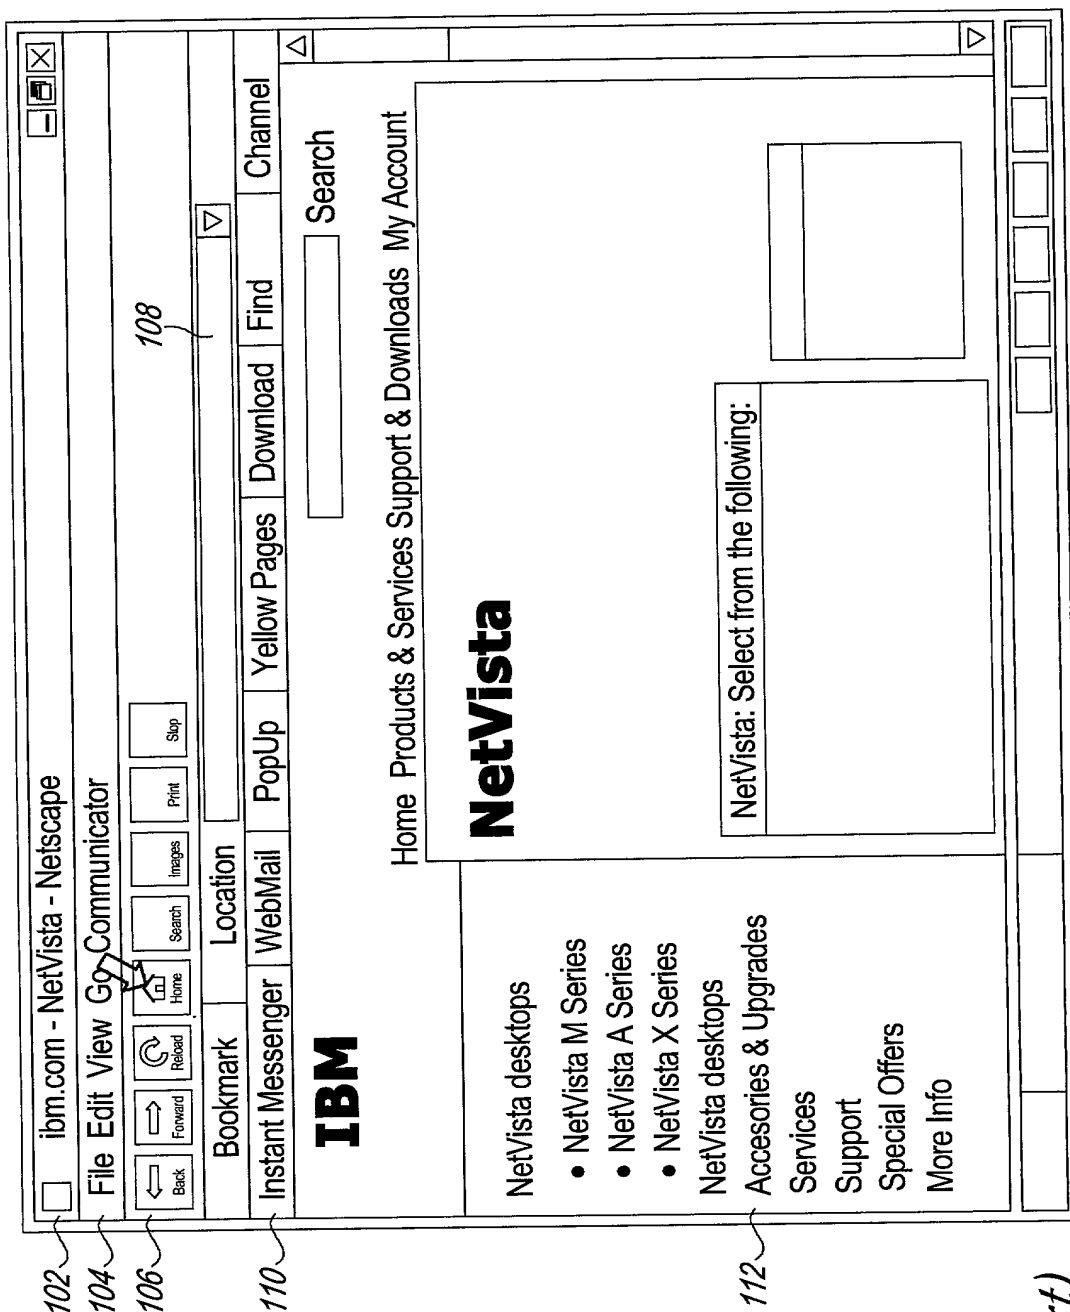 102
ibm.com - NetVista - Netscape
104
File Edit View Go Communicator
106
Back Forward Reload Home Search Images Print Stop
Bookmark Location
108
110
Instant Messenger WebMail PopUp Yellow Pages Download Find Channel
IBM
Search
Home Products & Services Support & Downloads My Account
NetVista
NetVista desktops
• NetVista M Series
• NetVista A Series
• NetVista X Series
NetVista desktops
Accesories & Upgrades
Services
Support
Special Offers
More Info
112
NetVista: Select from the following: